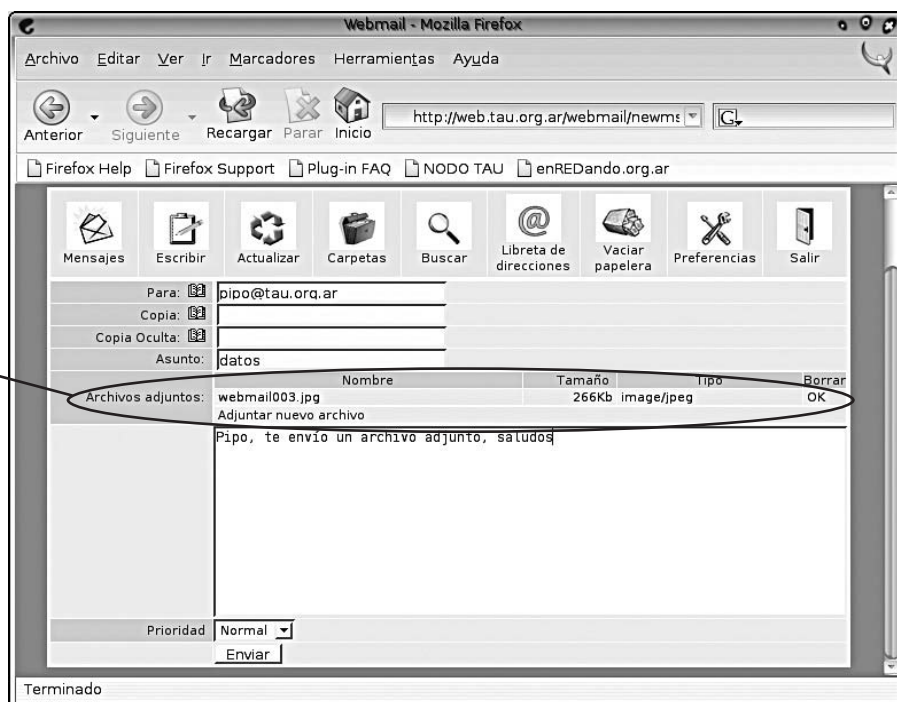 Webmail - Mozilla Firefox
Archivo Editar Ver Ir Marcadores Herramientas Ayuda
Anterior Siguiente Recargar Parar Inicio http://web.tau.org.ar/webmail/newms G
Firefox Help Firefox Support Plug-in FAQ NODO TAU enREDando.org.ar
Mensajes Escribir Actualizar Carpetas Buscar Libreta de direcciones Vaciar papelera Preferencias Salir
Para: pipo@tau.org.ar
Copia:
Copia Oculta:
Asunto: datos
Nombre Tamaño Tipo Borrar
Archivos adjuntos: webmail003.jpg 266Kb image/jpeg OK
Adjuntar nuevo archivo
Pipo, te envío un archivo adjunto, saludos
Prioridad Normal
Enviar
Terminado